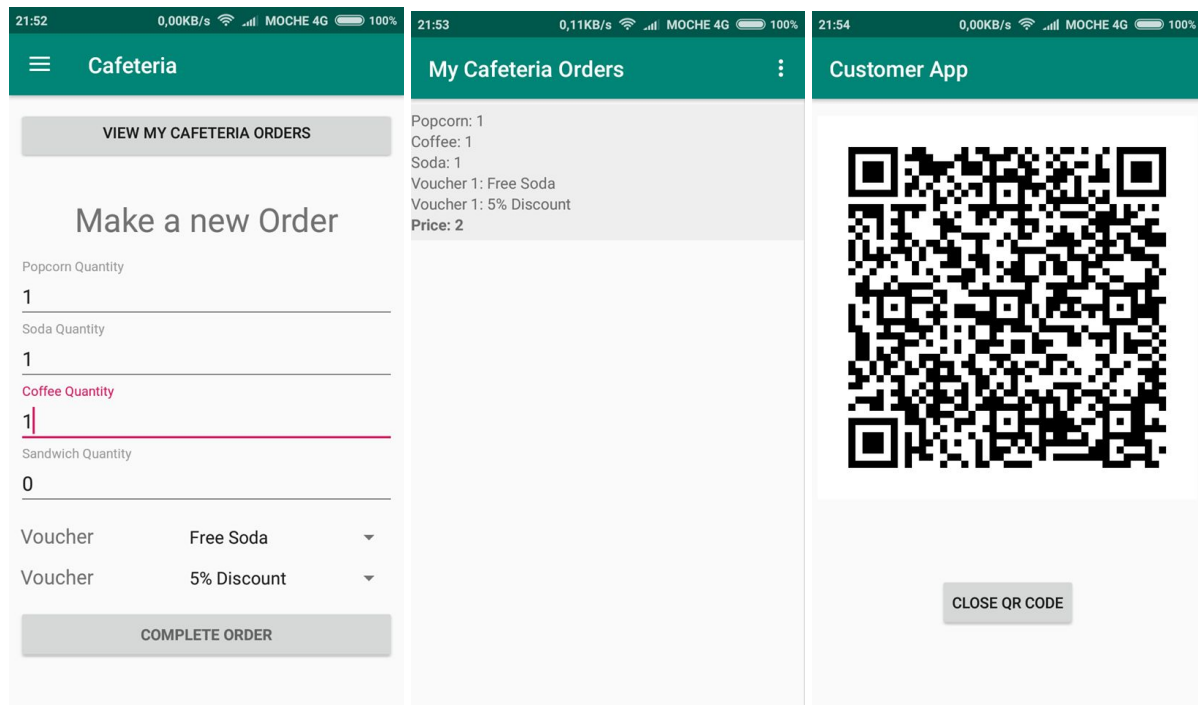 21:52 0,00KB/s MOCHE 4G 100%
Cafeteria
VIEW MY CAFETERIA ORDERS
Make a new Order
Popcorn Quantity
1
Soda Quantity
1
Coffee Quantity
1
Sandwich Quantity
0
Voucher Free Soda
Voucher 5% Discount
COMPLETE ORDER
21:53 0,11KB/s MOCHE 4G 100%
My Cafeteria Orders
Popcorn: 1
Coffee: 1
Soda: 1
Voucher 1: Free Soda
Voucher 1: 5% Discount
Price: 2
21:54 0,00KB/s MOCHE 4G 100%
Customer App
CLOSE QR CODE